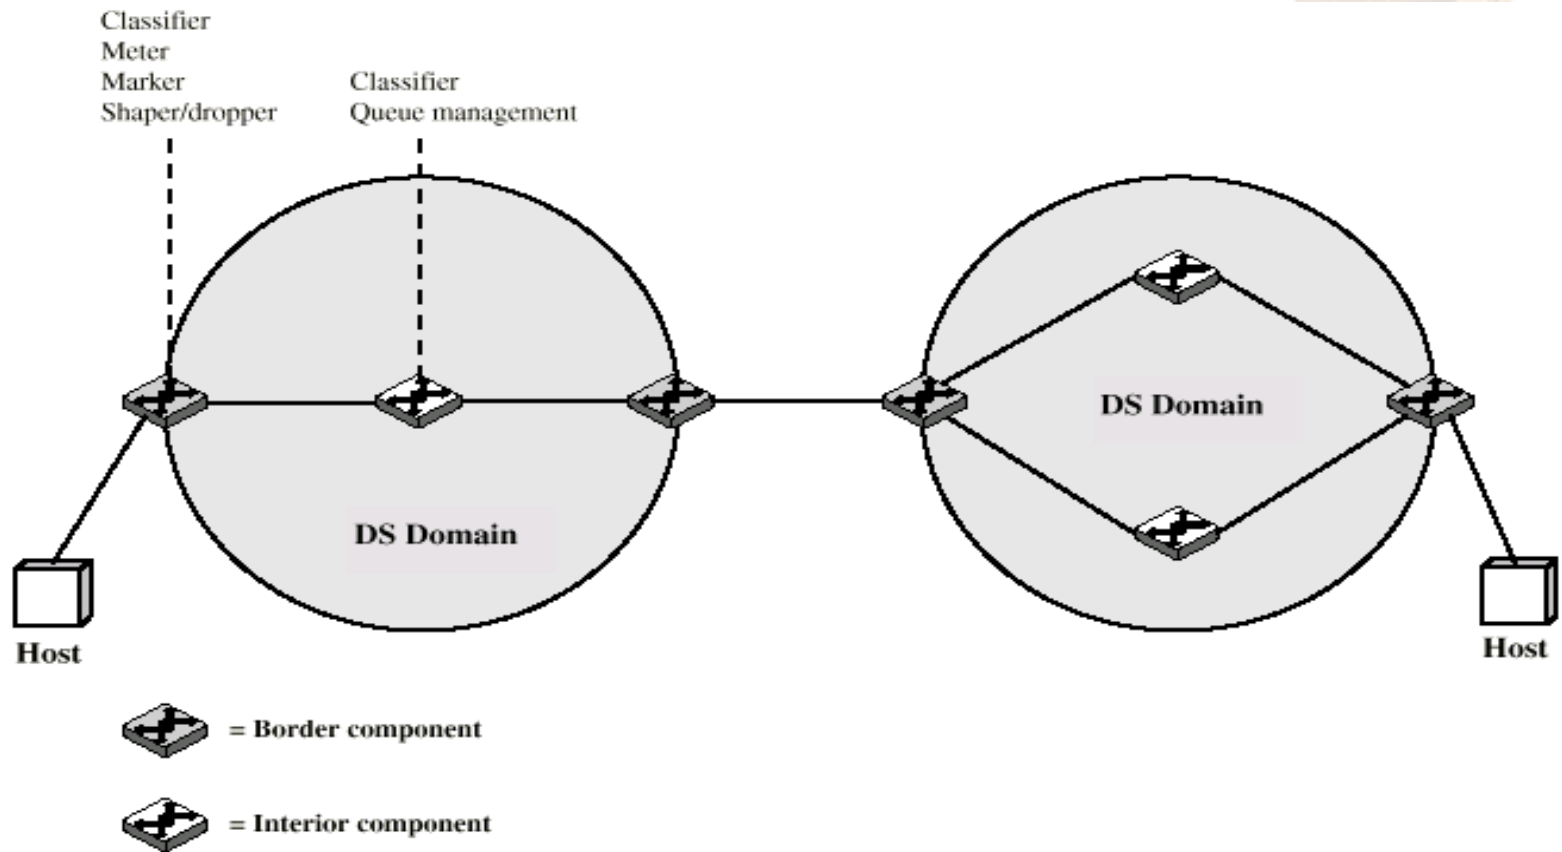 Classifier
Meter
Marker
Shaper/dropper
Classifier
Queue management
DS Domain
DS Domain
Host
Host
= Border component
= Interior component